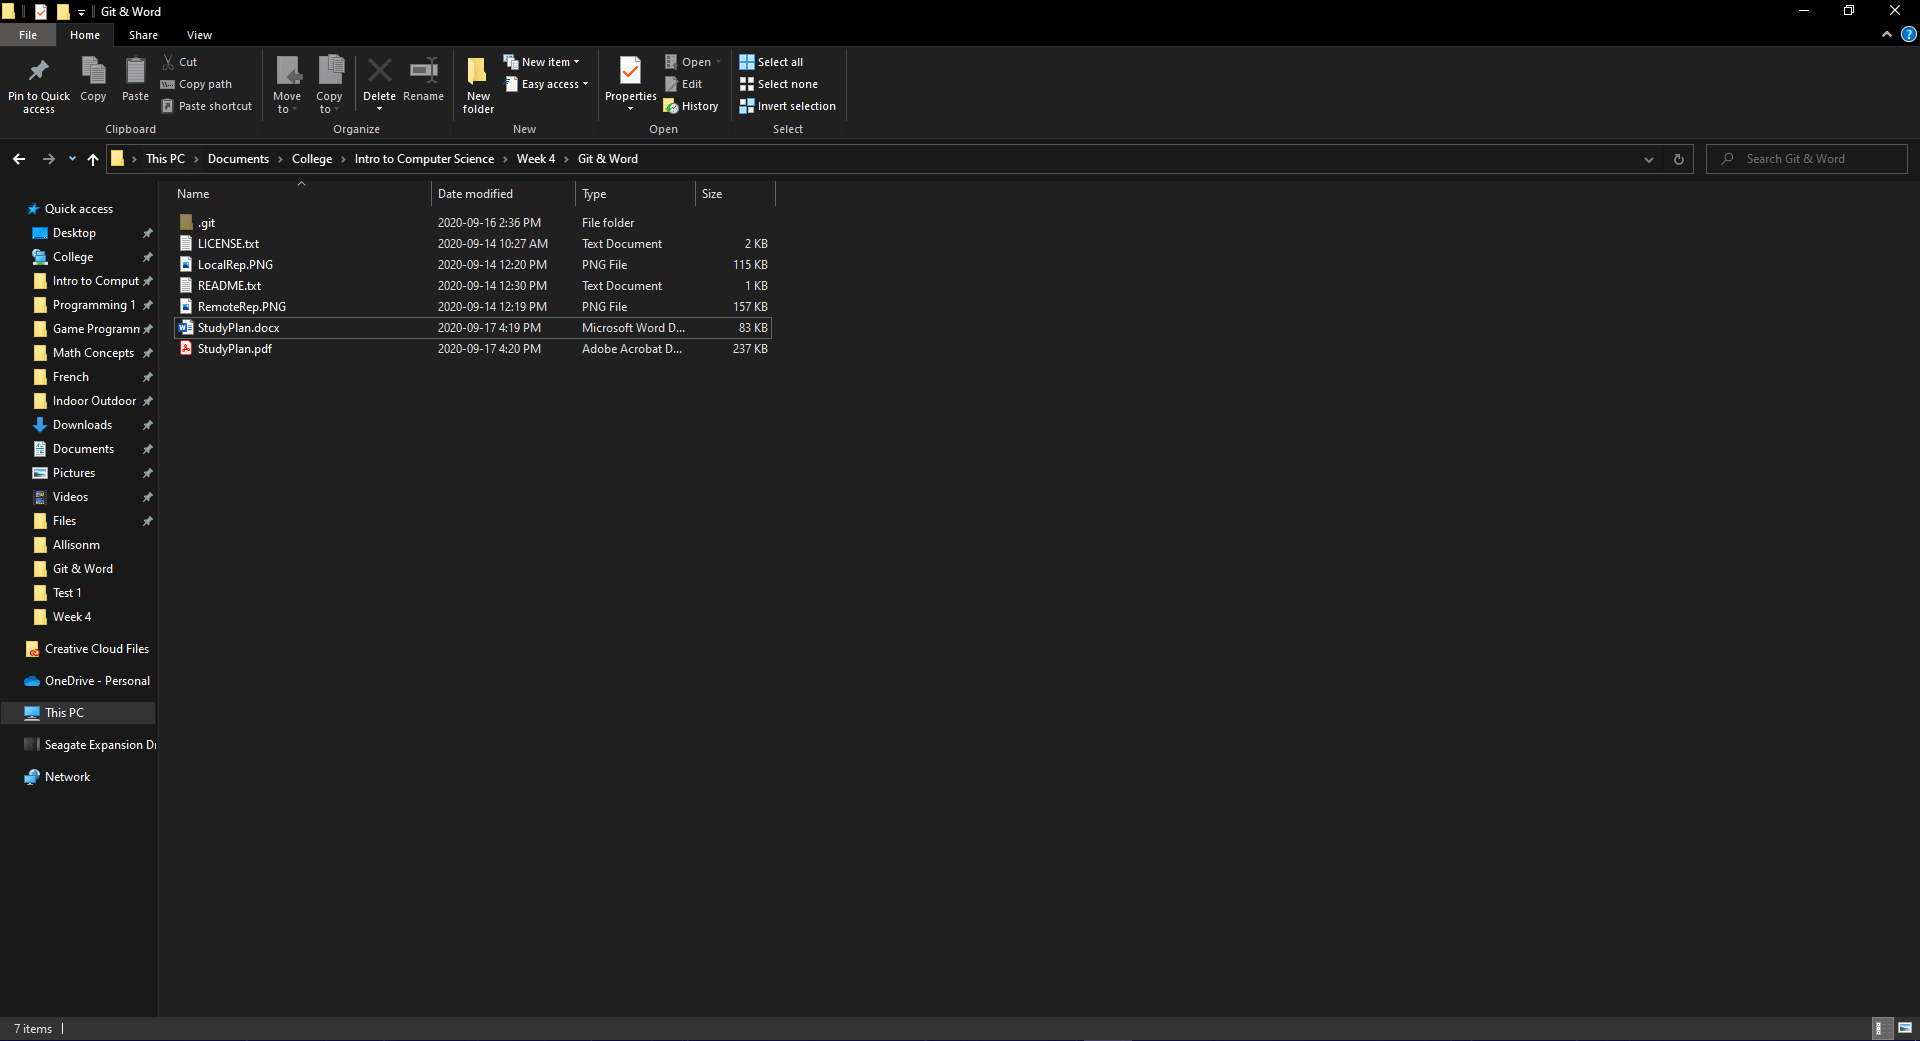 Git & Word
File Home Share View
Pin to Quick access
Copy
Paste
Cut
Copy path
Paste shortcut
Clipboard
Move to
Copy to
Delete
Rename
Organize
New folder
New item
Easy access
New
Properties
Open
Edit
History
Open
Select all
Select none
Invert selection
Select
This PC > Documents > College > Intro to Computer Science > Week 4 > Git & Word
Search Git & Word
Name Date modified Type Size
.git 2020-09-16 2:36 PM File folder
LICENSE.txt 2020-09-14 10:27 AM Text Document 2 KB
LocalRep.PNG 2020-09-14 12:20 PM PNG File 115 KB
README.txt 2020-09-14 12:30 PM Text Document 1 KB
RemoteRep.PNG 2020-09-14 12:19 PM PNG File 157 KB
StudyPlan.docx 2020-09-17 4:19 PM Microsoft Word D... 83 KB
StudyPlan.pdf 2020-09-17 4:20 PM Adobe Acrobat D... 237 KB
Quick access
Desktop
College
Intro to Comput
Programming 1
Game Programm
Math Concepts
French
Indoor Outdoor
Downloads
Documents
Pictures
Videos
Files
Allisonm
Git & Word
Test 1
Week 4
Creative Cloud Files
OneDrive - Personal
This PC
Seagate Expansion Dr
Network
7 items